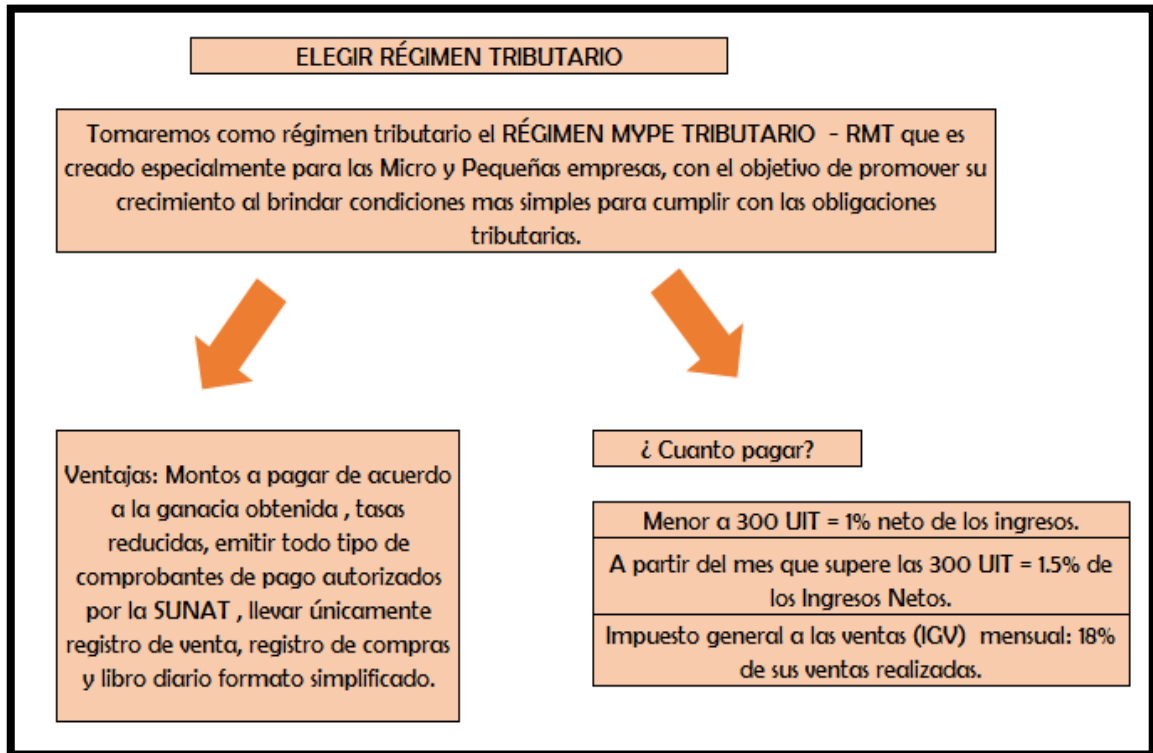 ELEGIR RÉGIMEN TRIBUTARIO
Tomaremos como régimen tributario el RÉGIMEN MYPE TRIBUTARIO - RMT que es
creado especialmente para las Micro y Pequeñas empresas, con el objetivo de promover su
crecimiento al brindar condiciones mas simples para cumplir con las obligaciones
tributarias.
Ventajas: Montos a pagar de acuerdo
a la ganacia obtenida , tasas
reducidas, emitir todo tipo de
comprobantes de pago autorizados
por la SUNAT , llevar únicamente
registro de venta, registro de compras
y libro diario formato simplificado.
¿ Cuanto pagar?
Menor a 300 UIT = 1% neto de los ingresos.
A partir del mes que supere las 300 UIT = 1.5% de
los Ingresos Netos.
Impuesto general a las ventas (IGV) mensual: 18%
de sus ventas realizadas.